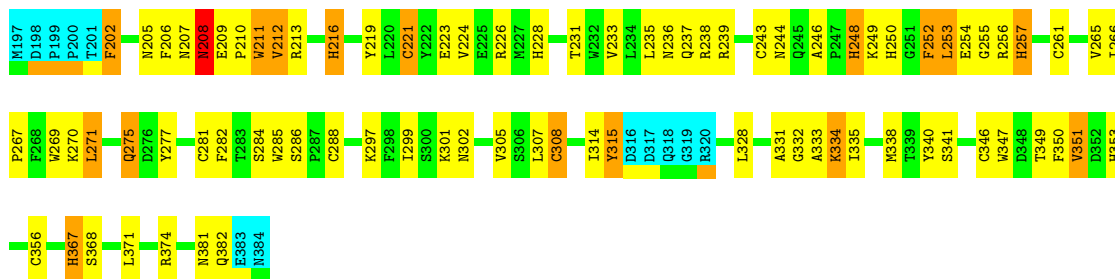 M197 D198 P199 P200 T201 F202 N205 F206 N207 N208 E209 P210 W211 V212 R213 H216 Y219 L220 C221 Y222 E223 V224 E225 R226 M227 H228 T231 W232 V233 L234 L235 N236 Q237 R238 R239 C243 N244 Q245 A246 P247 H248 K249 H250 G251 F252 L253 E254 G255 R256 H257 C261 V265 I266
P267 F268 W269 K270 L271 Q275 D276 Y277 C281 F282 T283 S284 W285 S286 P287 C288 K297 F298 I299 S300 K301 N302 V305 S306 L307 C308 I314 Y315 D316 D317 Q318 G319 R320 L328 A331 G332 A333 K334 I335 M338 T339 Y340 S341 C346 W347 D348 T349 F350 V351 D352 H353
C356 H367 S368 L371 R374 N381 Q382 E383 N384